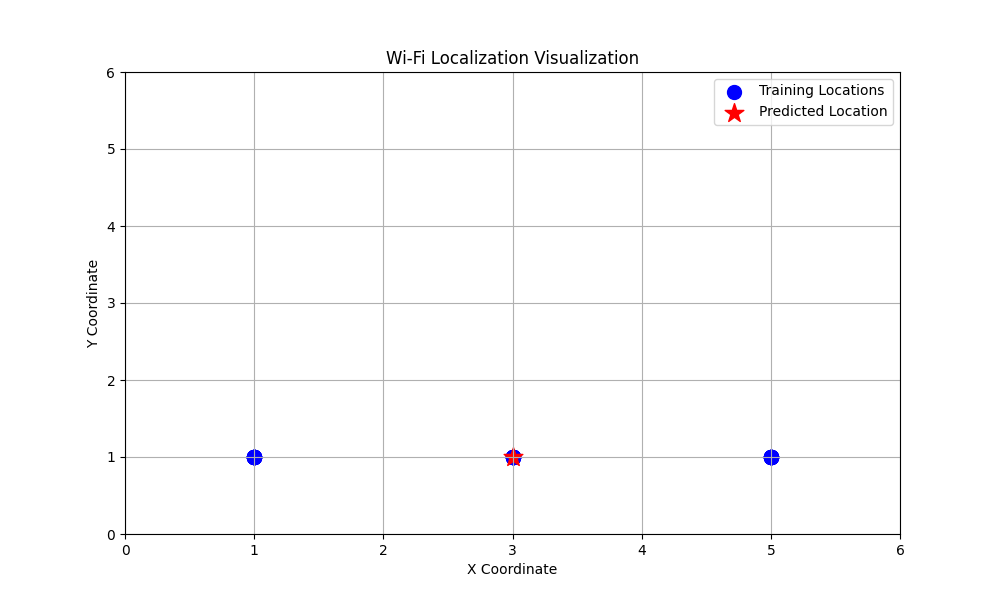 Wi-Fi Localization Visualization
Training Locations
Predicted Location
Y Coordinate
6
5
4
3
2
1
0
0 1 2 3 4 5 6
X Coordinate